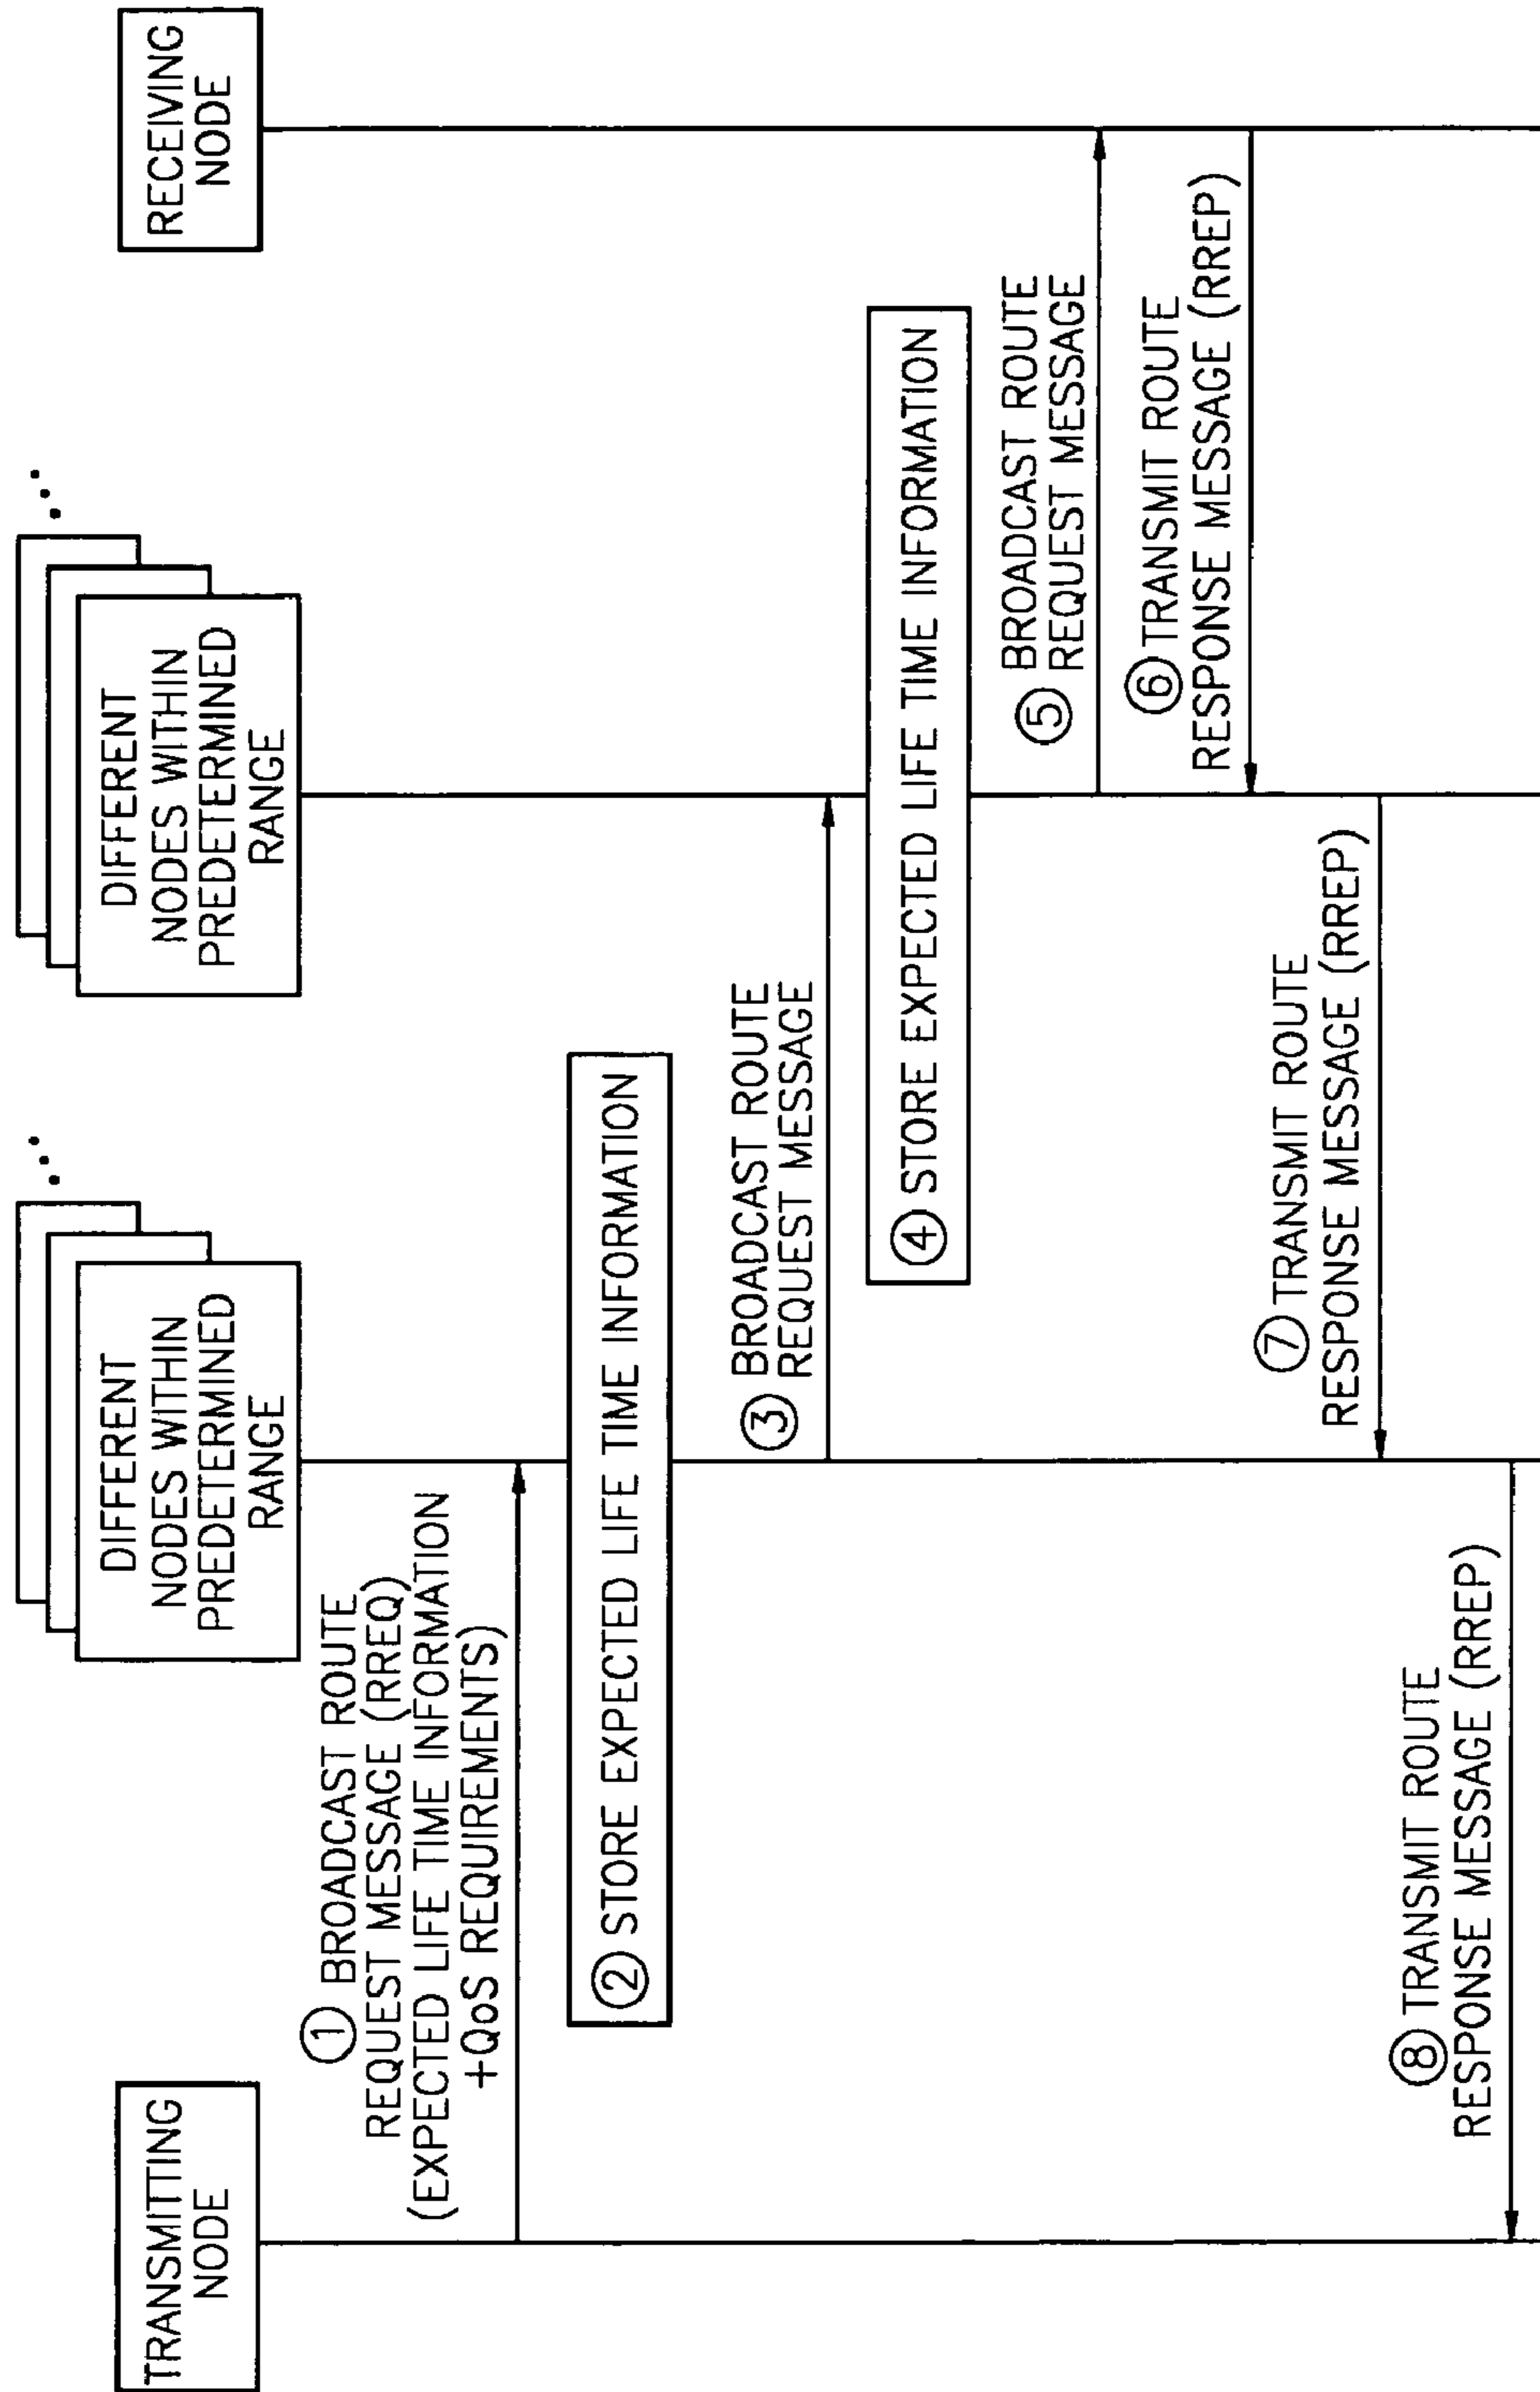 TRANSMITTING
NODE
DIFFERENT
NODES WITHIN
PREDETERMINED
RANGE
DIFFERENT
NODES WITHIN
PREDETERMINED
RANGE
RECEIVING
NODE
① BROADCAST ROUTE
REQUEST MESSAGE (RREQ)
(EXPECTED LIFE TIME INFORMATION
+QoS REQUIREMENTS)
② STORE EXPECTED LIFE TIME INFORMATION
③ BROADCAST ROUTE
REQUEST MESSAGE
④ STORE EXPECTED LIFE TIME INFORMATION
⑤ BROADCAST ROUTE
REQUEST MESSAGE
⑥ TRANSMIT ROUTE
RESPONSE MESSAGE (RREP)
⑦ TRANSMIT ROUTE
RESPONSE MESSAGE (RREP)
⑧ TRANSMIT ROUTE
RESPONSE MESSAGE (RREP)